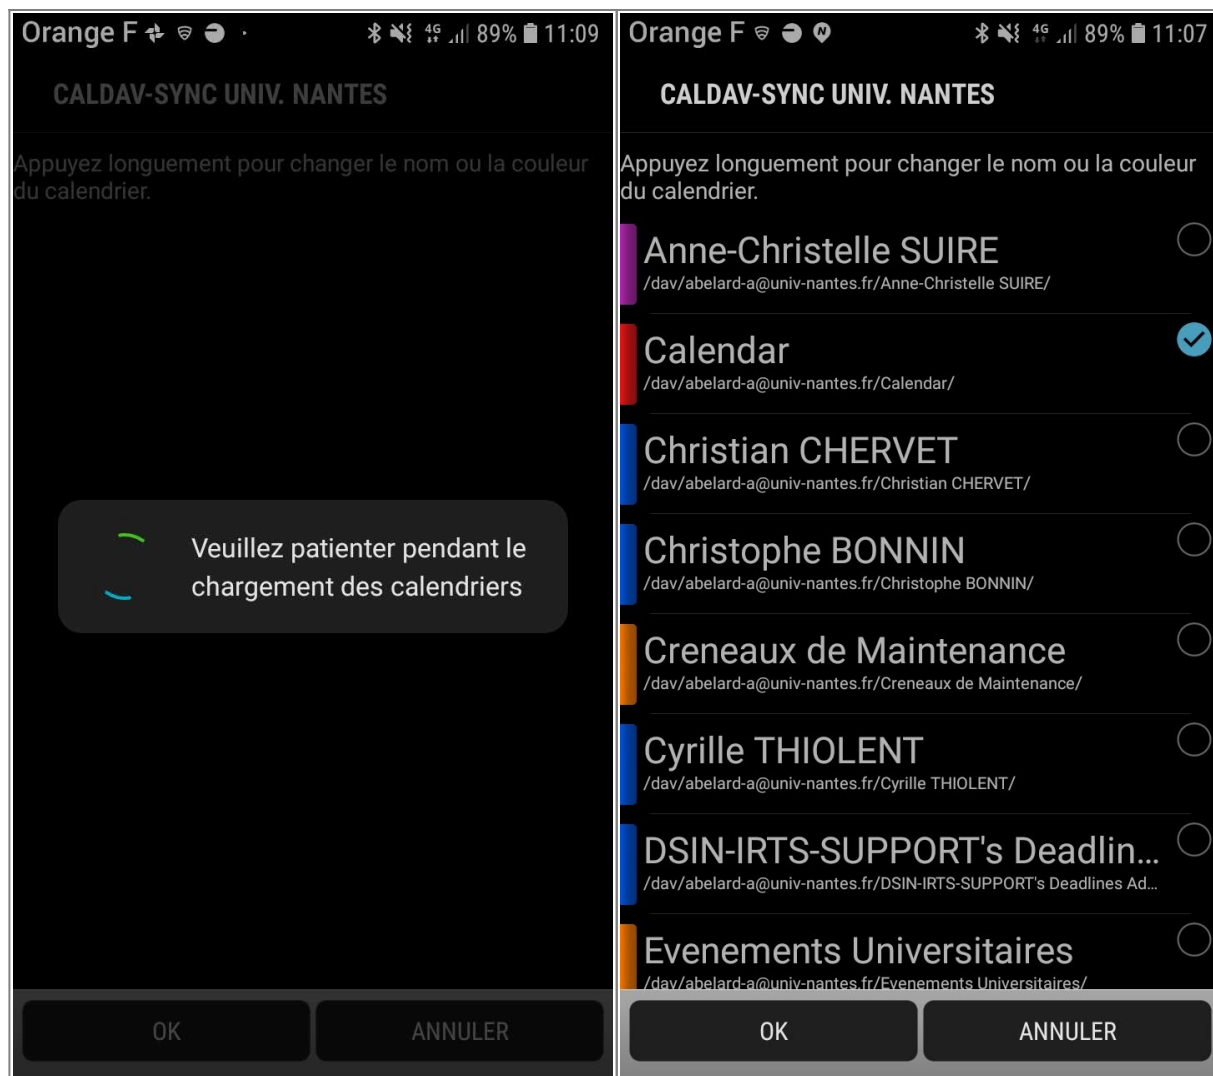 Orange F 4G 89% 11:09
CALDAV-SYNC UNIV. NANTES
Appuyez longuement pour changer le nom ou la couleur
du calendrier.
Veuillez patienter pendant le
chargement des calendriers
OK ANNULER
Orange F 4G 89% 11:07
CALDAV-SYNC UNIV. NANTES
Appuyez longuement pour changer le nom ou la couleur
du calendrier.
Anne-Christelle SUIRE
/dav/abelard-a@univ-nantes.fr/Anne-Christelle SUIRE/
Calendar
/dav/abelard-a@univ-nantes.fr/Calendar/
Christian CHERVET
/dav/abelard-a@univ-nantes.fr/Christian CHERVET/
Christophe BONNIN
/dav/abelard-a@univ-nantes.fr/Christophe BONNIN/
Creneaux de Maintenance
/dav/abelard-a@univ-nantes.fr/Creneaux de Maintenance/
Cyrille THIOLENT
/dav/abelard-a@univ-nantes.fr/Cyrille THIOLENT/
DSIN-IRTS-SUPPORT's Deadlin...
/dav/abelard-a@univ-nantes.fr/DSIN-IRTS-SUPPORT's Deadlines Ad...
Evenements Universitaires
/dav/abelard-a@univ-nantes.fr/Evenements Universitaires/
OK ANNULER